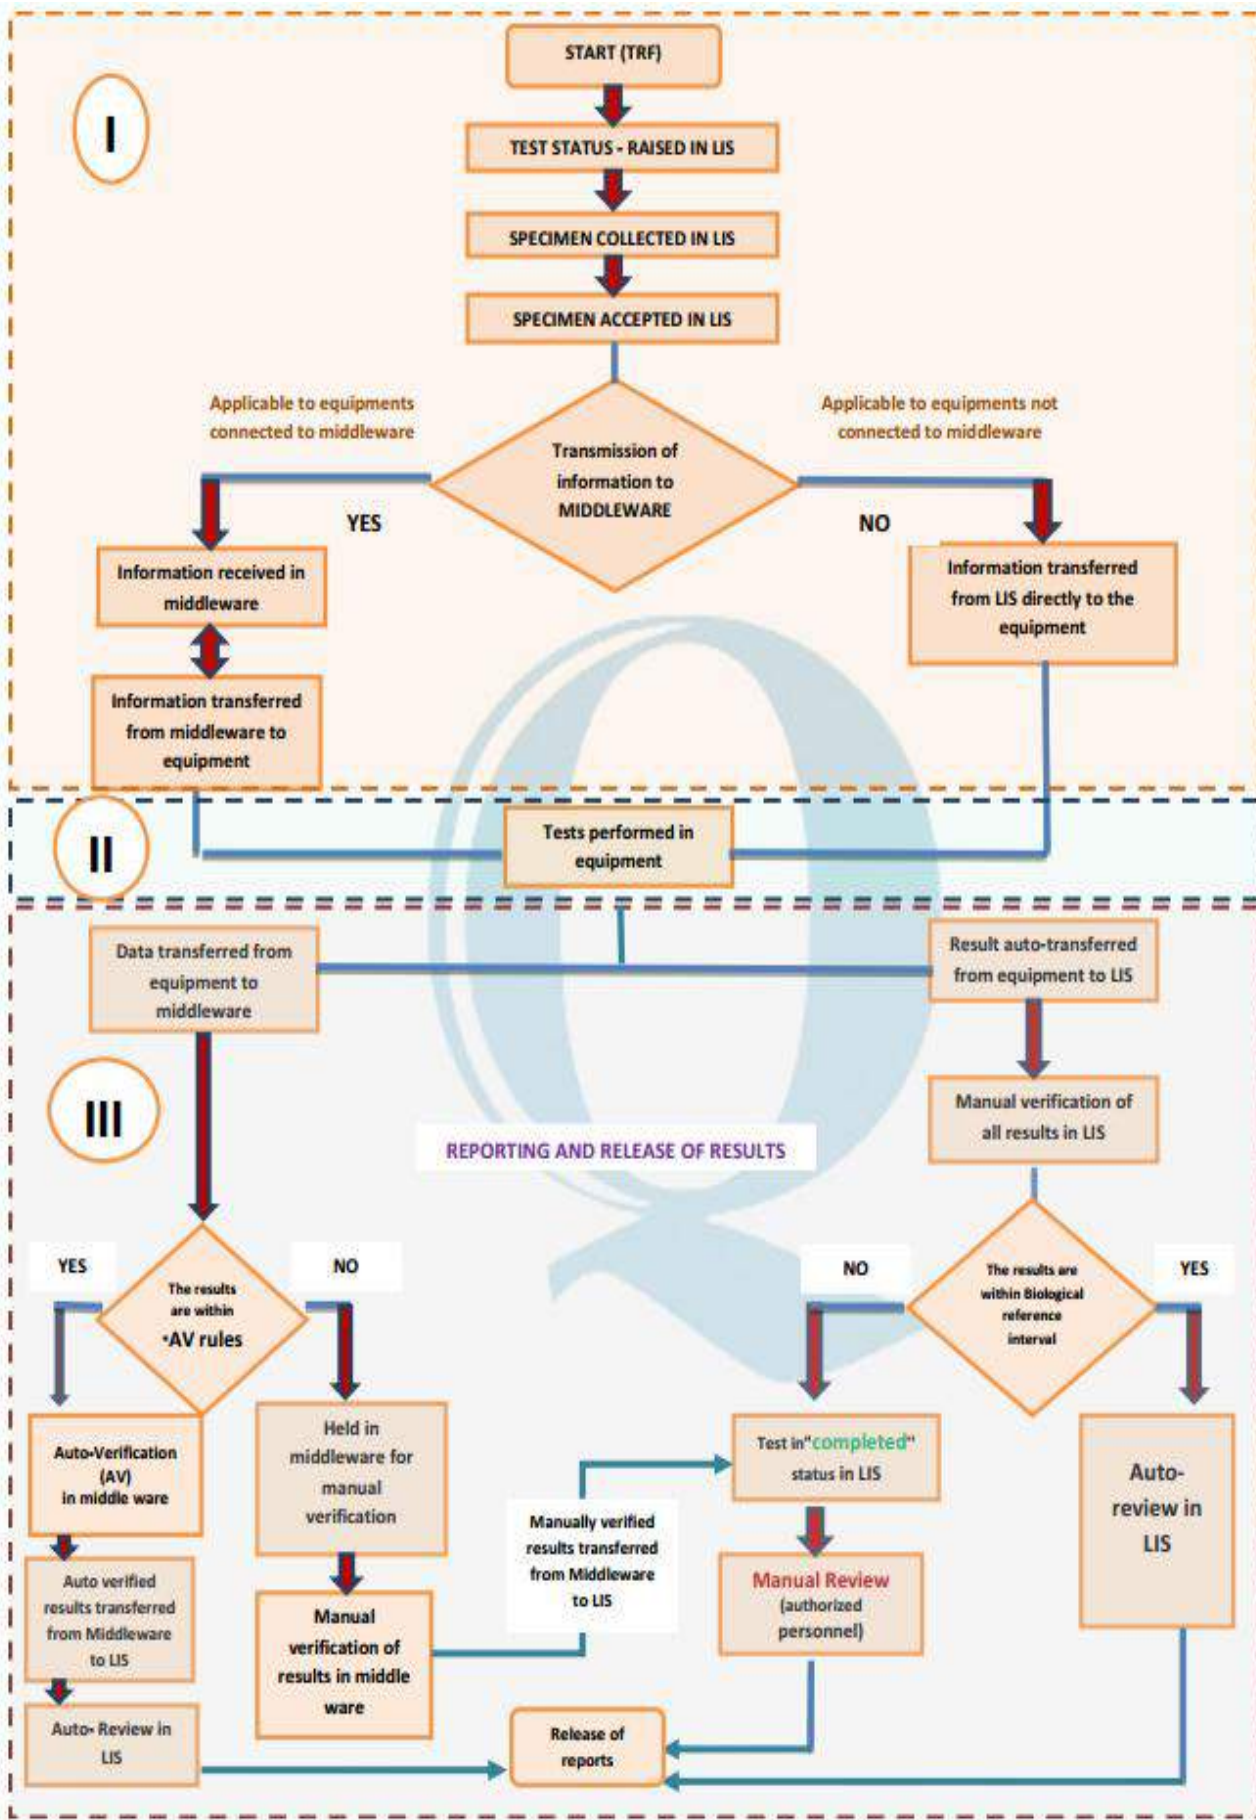 START (TRF)
I
TEST STATUS - RAISED IN LIS
SPECIMEN COLLECTED IN LIS
SPECIMEN ACCEPTED IN LIS
Applicable to equipments
connected to middleware
Applicable to equipments not
connected to middleware
Transmission of
information to
MIDDLEWARE
YES
NO
Information received in
middleware
Information transferred
from LIS directly to the
equipment
Information transferred
from middleware to
equipment
II
Tests performed in
equipment
Data transferred from
equipment to
middleware
Result auto-transferred
from equipment to LIS
III
Manual verification of
all results in LIS
REPORTING AND RELEASE OF RESULTS
YES
NO
The results
are within
•AV rules
NO
YES
The results are
within Biological
reference
interval
Auto-Verification
(AV)
in middle ware
Held in
middleware for
manual
verification
Test in"completed"
status in LIS
Auto-
review in
LIS
Manually verified
results transferred
from Middleware
to LIS
Auto verified
results transferred
from Middleware
to LIS
Manual
verification of
results in middle
ware
Manual Review
(authorized
personnel)
Auto- Review in
LIS
Release of
reports